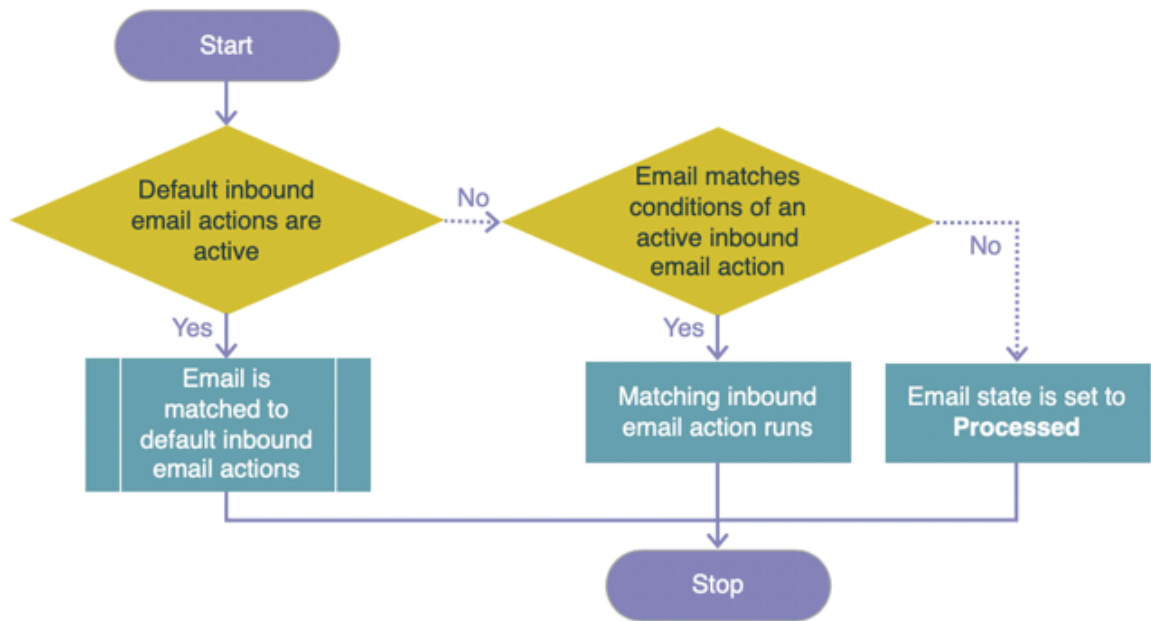 Start
Default inbound
email actions are
active
No
Email matches
conditions of an
active inbound
email action
No
Yes
Yes
Email is
matched to
default inbound
email actions
Matching inbound
email action runs
Email state is set to
Processed
Stop